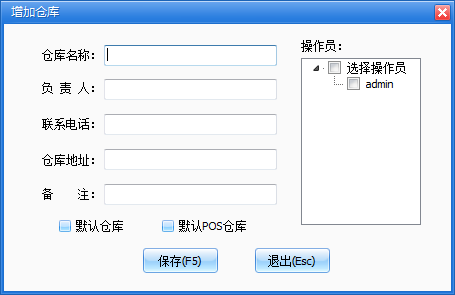 增加仓库
仓库名称：
负 责 人：
联系电话：
仓库地址：
备　　注：
默认仓库 默认POS仓库
操作员：
选择操作员
admin
保存(F5) 退出(Esc)